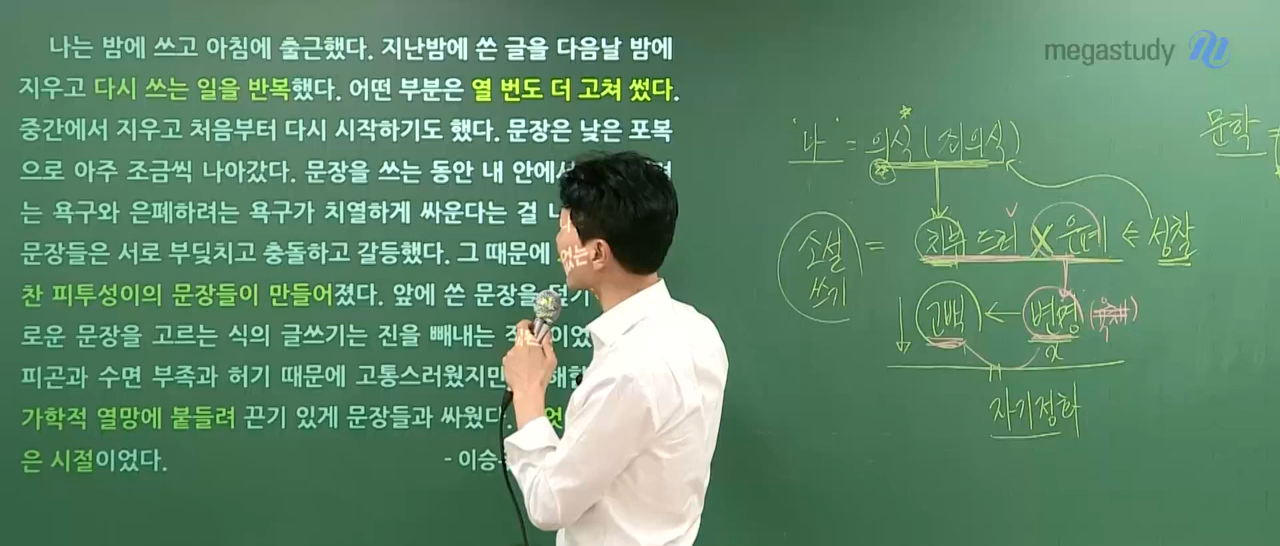 나는 밤에 쓰고 아침에 출근했다. 지난밤에 쓴 글을 다음날 밤에
지우고 다시 쓰는 일을 반복했다. 어떤 부분은 열 번도 더 고쳐 썼다.
중간에서 지우고 처음부터 다시 시작하기도 했다. 문장은 낮은 포복
으로 아주 조금씩 나아갔다. 문장을 쓰는 동안 내 안에서
는 욕구와 은폐하려는 욕구가 치열하게 싸운다는 걸
문장들은 서로 부딪치고 충돌하고 갈등했다. 그 때문에
찬 피투성이의 문장들이 만들어졌다. 앞에 쓴 문장을
로운 문장을 고르는 식의 글쓰기는 진을 빼내는
피곤과 수면 부족과 허기 때문에 고통스러웠지만
가학적 열망에 붙들려 끈기 있게 문장들과 싸웠다.
은 시절이었다.
- 이승
megastudy
"나" = 의식 (죄의식)
문학
소설 쓰기 = 치부 드러 X 은폐 ← 성찰
고백 ← 변명
자기정화